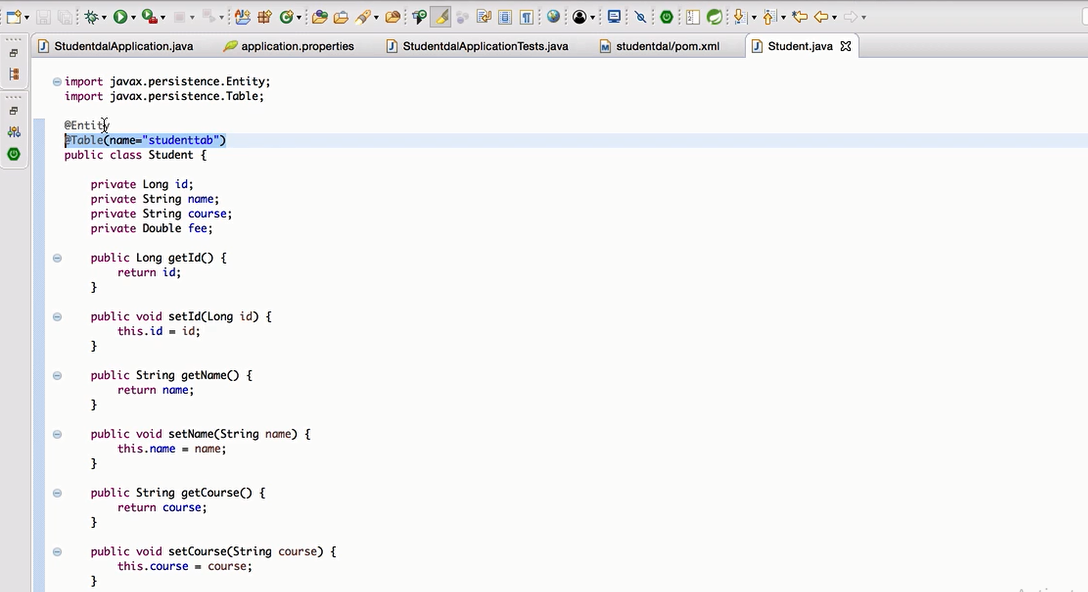 StudentdalApplication.java application.properties StudentdalApplicationTests.java studentdal/pom.xml Student.java
import javax.persistence.Entity;
import javax.persistence.Table;
@Entity
@Table(name="studenttab")
public class Student {
private Long id;
private String name;
private String course;
private Double fee;
public Long getId() {
return id;
}
public void setId(Long id) {
this.id = id;
}
public String getName() {
return name;
}
public void setName(String name) {
this.name = name;
}
public String getCourse() {
return course;
}
public void setCourse(String course) {
this.course = course;
}